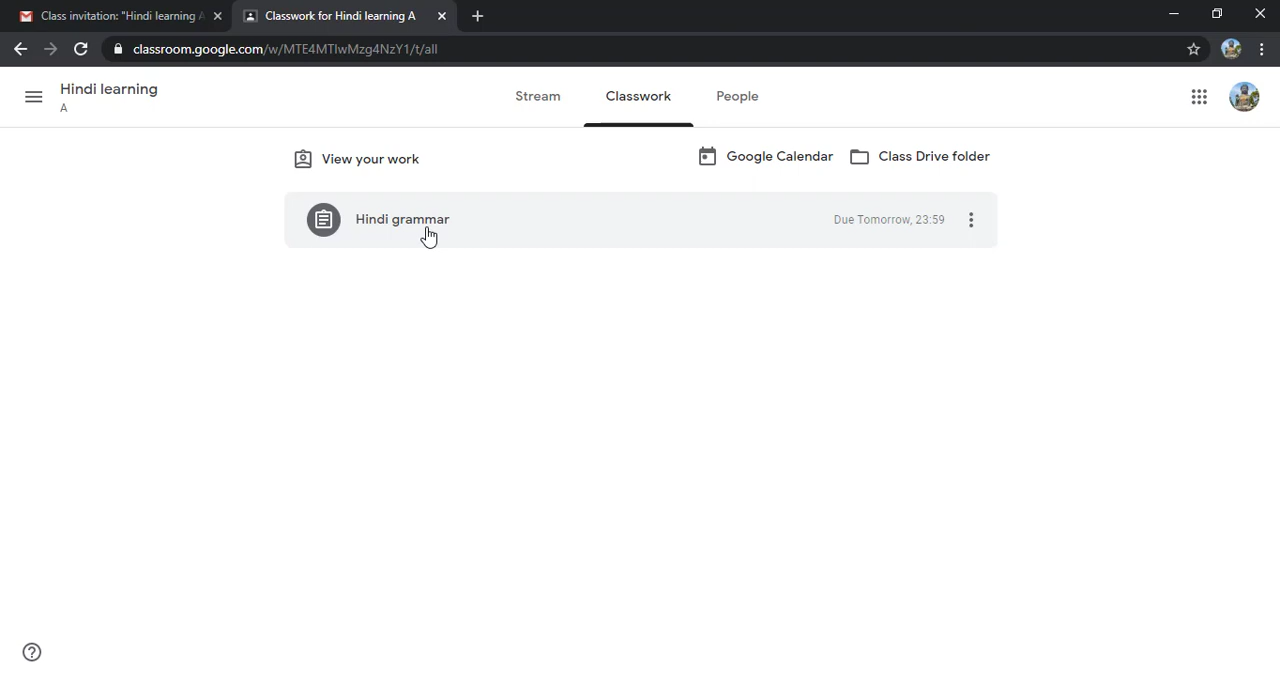 Class invitation: "Hindi learning A
Classwork for Hindi learning A
classroom.google.com/w/MTE4MTIwMzg4NzY1/t/all
Hindi learning
A
Stream
Classwork
People
View your work
Google Calendar
Class Drive folder
Hindi grammar
Due Tomorrow, 23:59